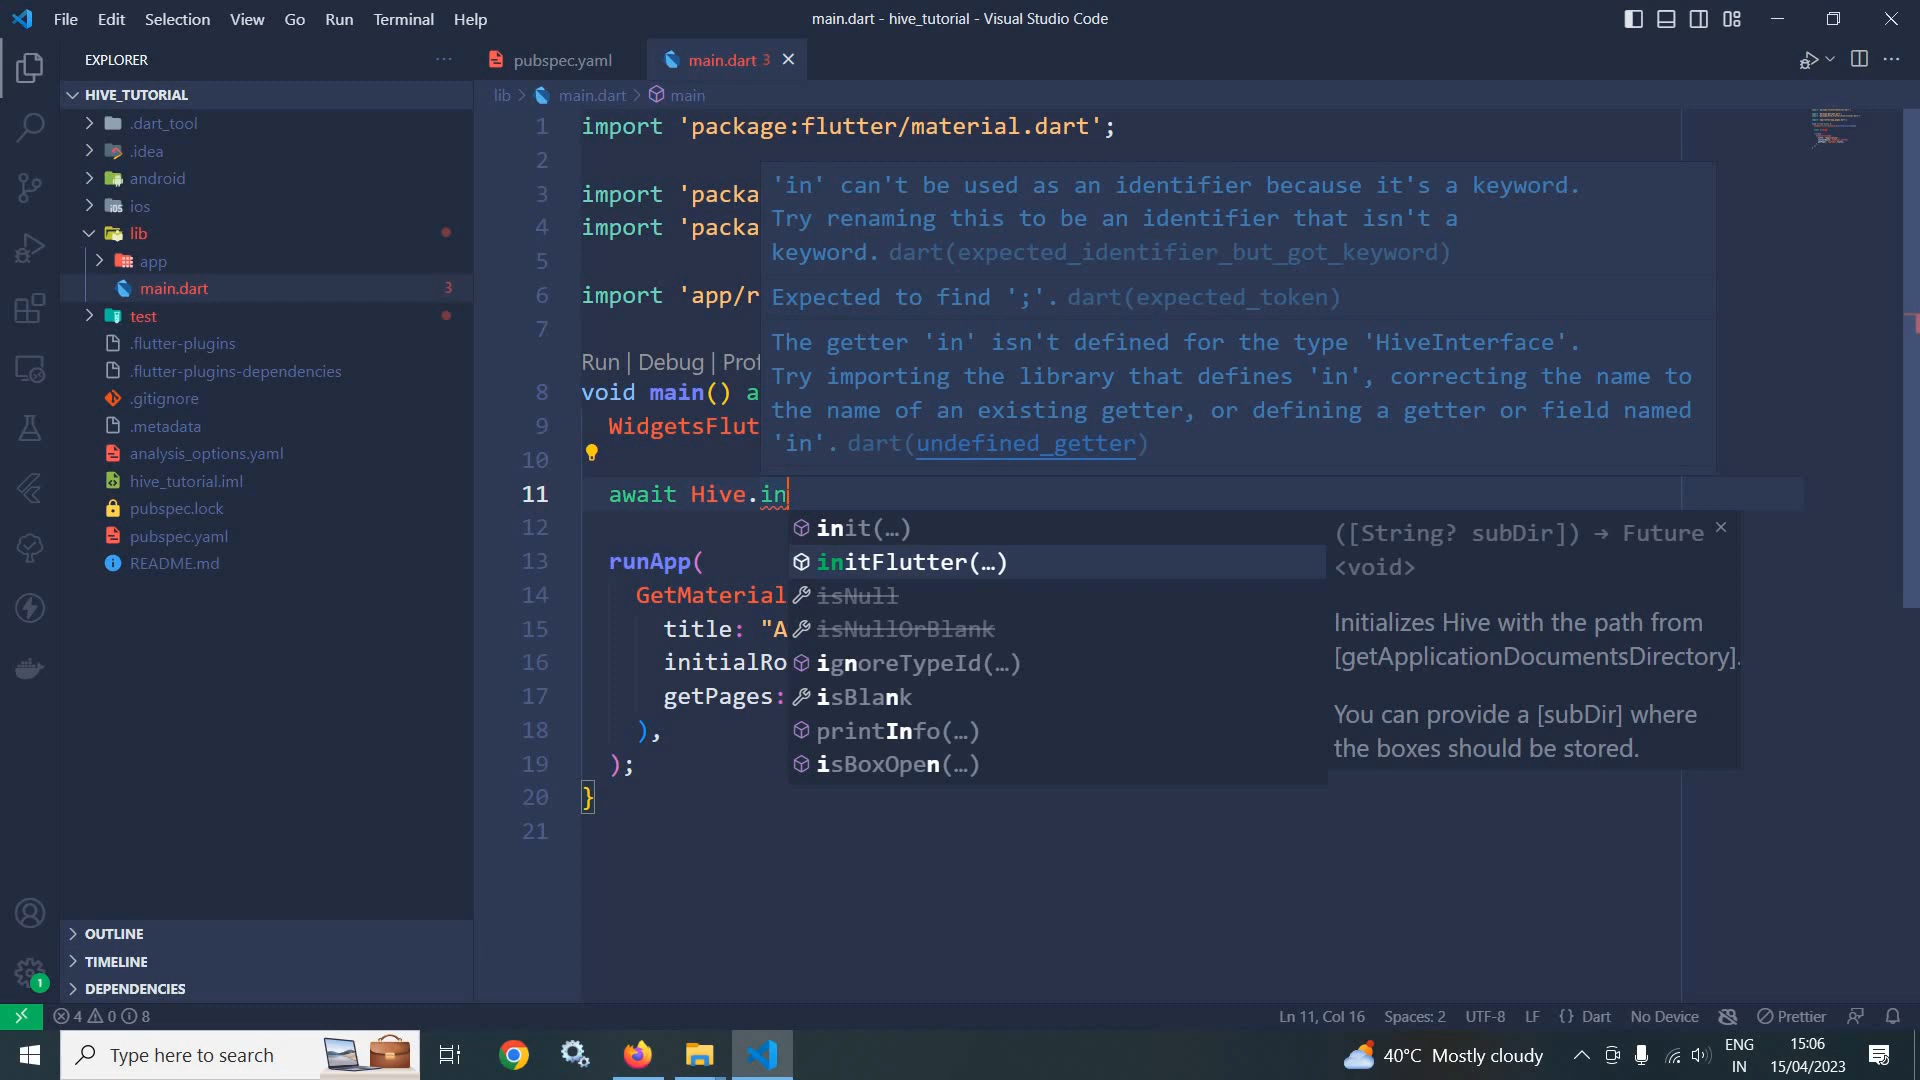 File Edit Selection View Go Run Terminal Help
main.dart - hive_tutorial - Visual Studio Code
EXPLORER
HIVE_TUTORIAL
.dart_tool
.idea
android
ios
lib
app
main.dart 3
test
.flutter-plugins
.flutter-plugins-dependencies
.gitignore
.metadata
analysis_options.yaml
hive_tutorial.iml
pubspec.lock
pubspec.yaml
README.md
OUTLINE
TIMELINE
DEPENDENCIES
pubspec.yaml
main.dart 3
lib > main.dart > main
1 import 'package:flutter/material.dart';
2
3 import 'packa
4 import 'packa
5
6 import 'app/r
7
Run | Debug | Prof
8 void main() a
9 WidgetsFlut
10
11 await Hive.in
12
13 runApp(
14 GetMaterial
15 title: "A
16 initialRo
17 getPages:
18 ),
19 );
20 }
21
'in' can't be used as an identifier because it's a keyword.
Try renaming this to be an identifier that isn't a
keyword. dart(expected_identifier_but_got_keyword)
Expected to find ';'. dart(expected_token)
The getter 'in' isn't defined for the type 'HiveInterface'.
Try importing the library that defines 'in', correcting the name to
the name of an existing getter, or defining a getter or field named
'in'. dart(undefined_getter)
init(…)
initFlutter(…)
isNull
isNullOrBlank
ignoreTypeId(…)
isBlank
printInfo(…)
isBoxOpen(…)
([String? subDir]) → Future
<void>
Initializes Hive with the path from
[getApplicationDocumentsDirectory].
You can provide a [subDir] where
the boxes should be stored.
1
4 0 8
Ln 11, Col 16 Spaces: 2 UTF-8 LF {} Dart No Device Prettier
Type here to search
40°C Mostly cloudy
ENG
IN
15:06
15/04/2023